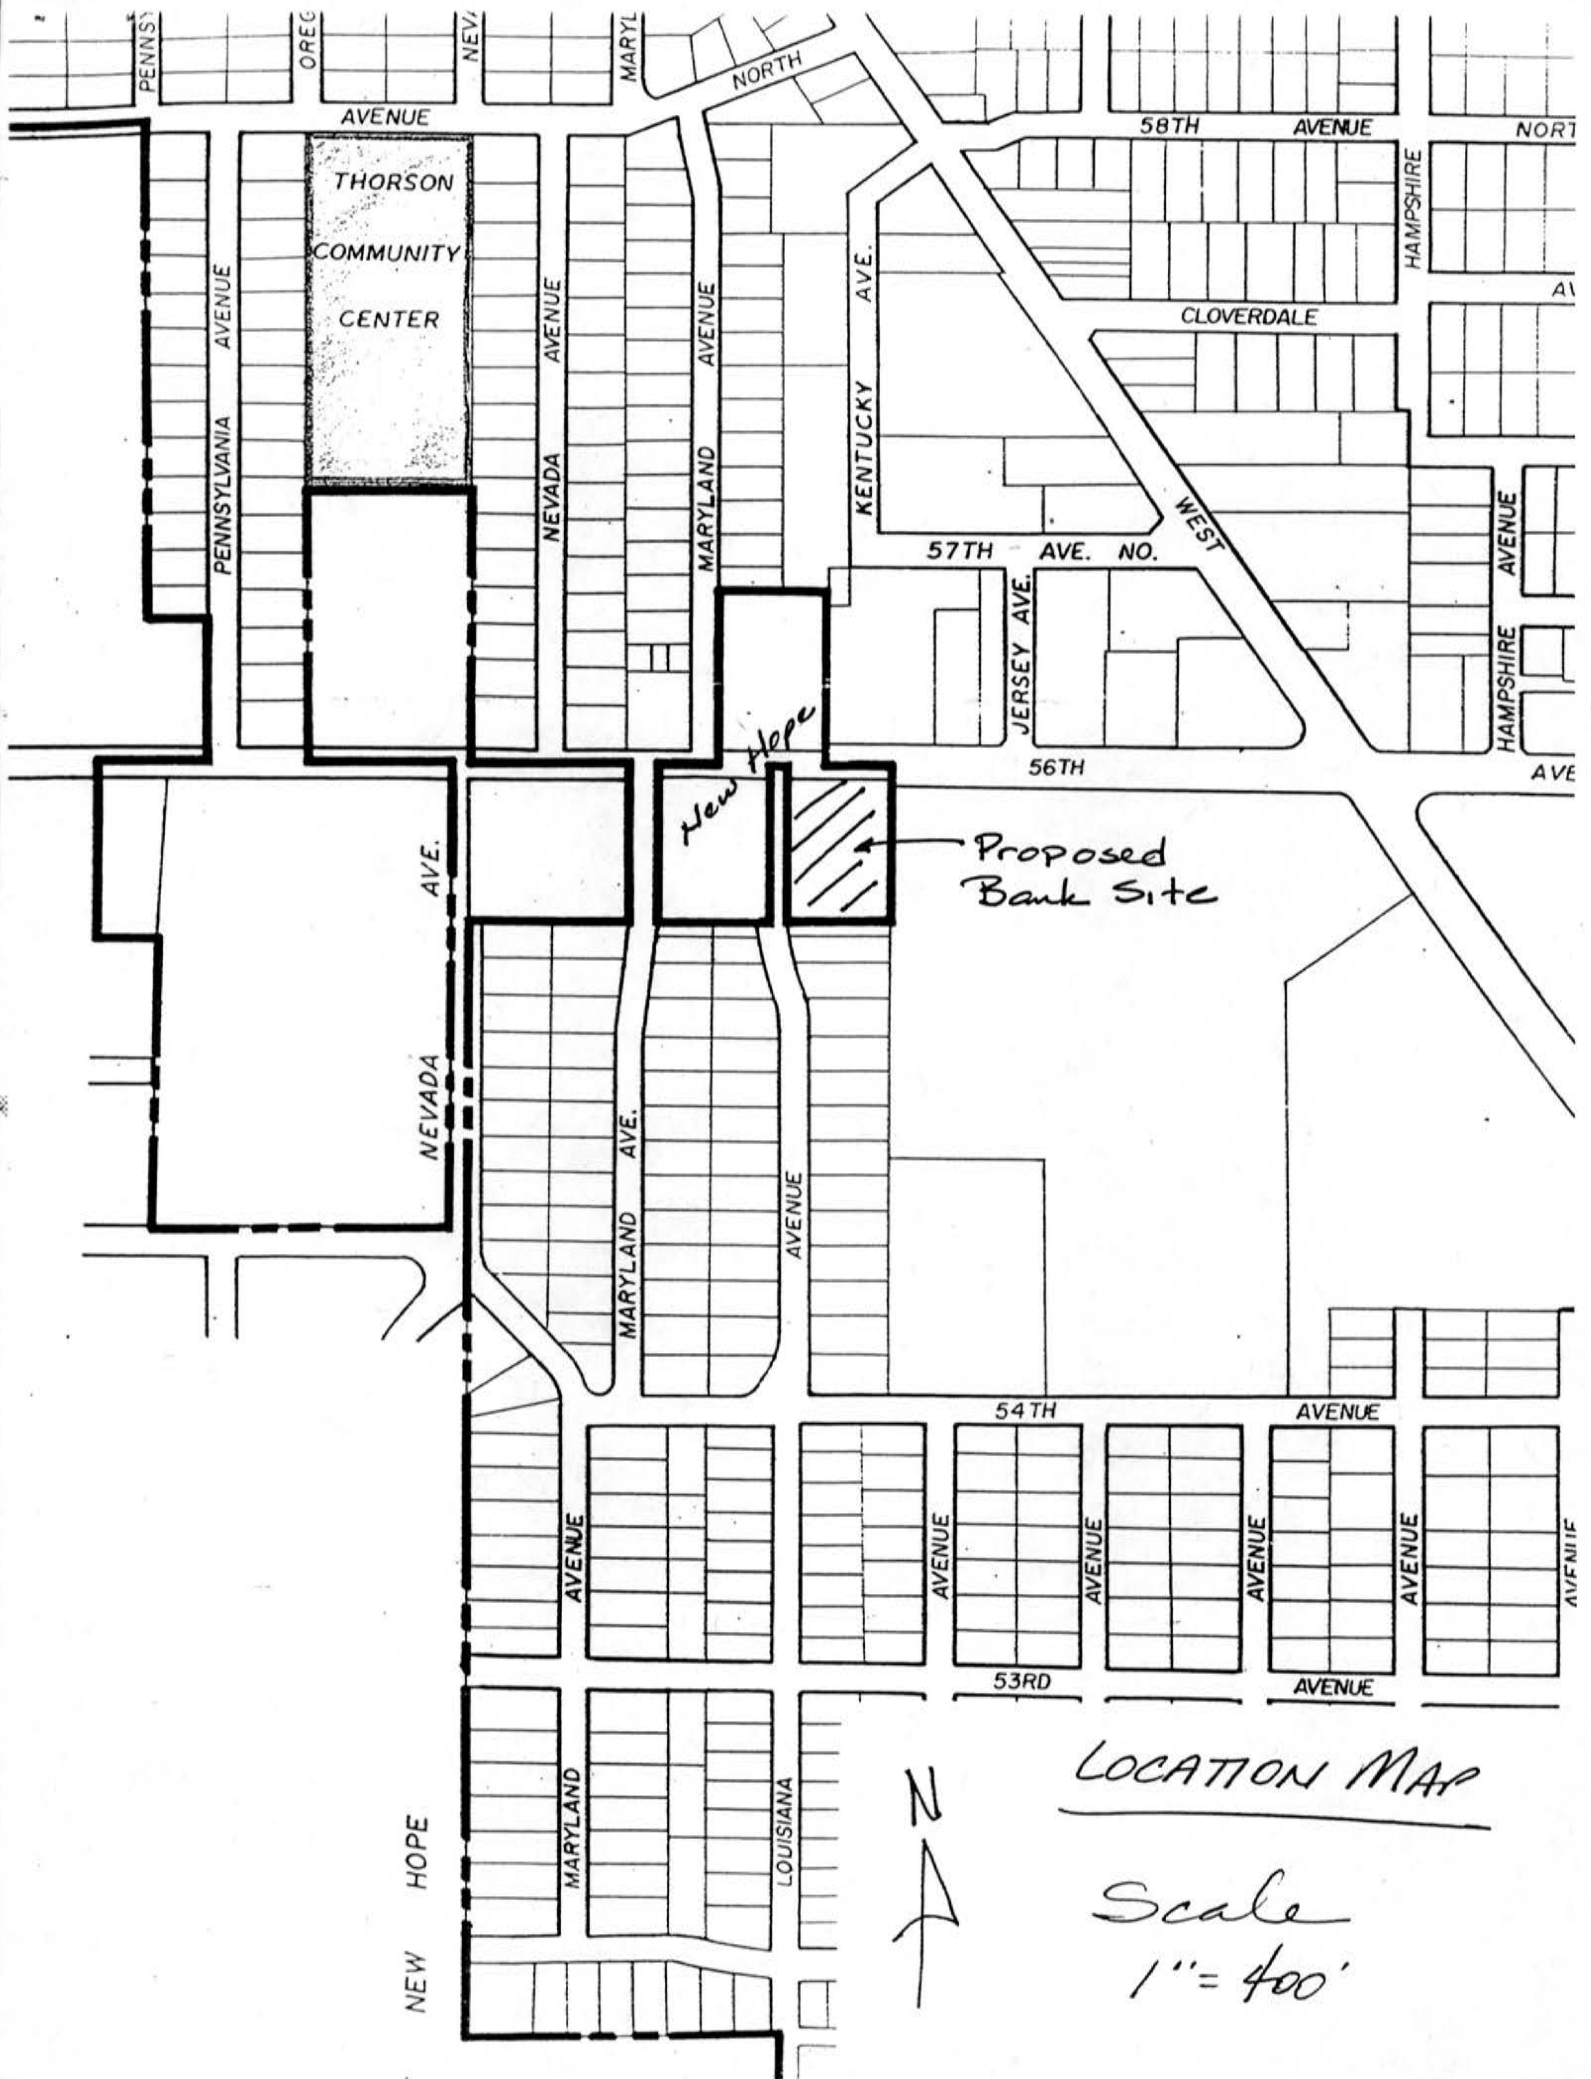 PENNSY
OREG
NEVA
MARYL
NORTH
AVENUE
58TH AVENUE NORT
HAMPSHIRE
THORSON
COMMUNITY
CENTER
PENNSYLVANIA AVENUE
NEVADA AVENUE
MARYLAND AVENUE
KENTUCKY AVE.
CLOVERDALE
AV
WEST
57TH AVE. NO.
JERSEY AVE.
HAMPSHIRE AVENUE
New Hope
56TH
AVE
Proposed
Bank Site
NEVADA AVE.
MARYLAND AVE.
AVENUE
54TH AVENUE
AVENUE
AVENUE
AVENUE
AVENUE
AVENUE
AVENUE
53RD AVENUE
MARYLAND
LOUISIANA
NEW HOPE
N
LOCATION MAP
Scale
1"=400'